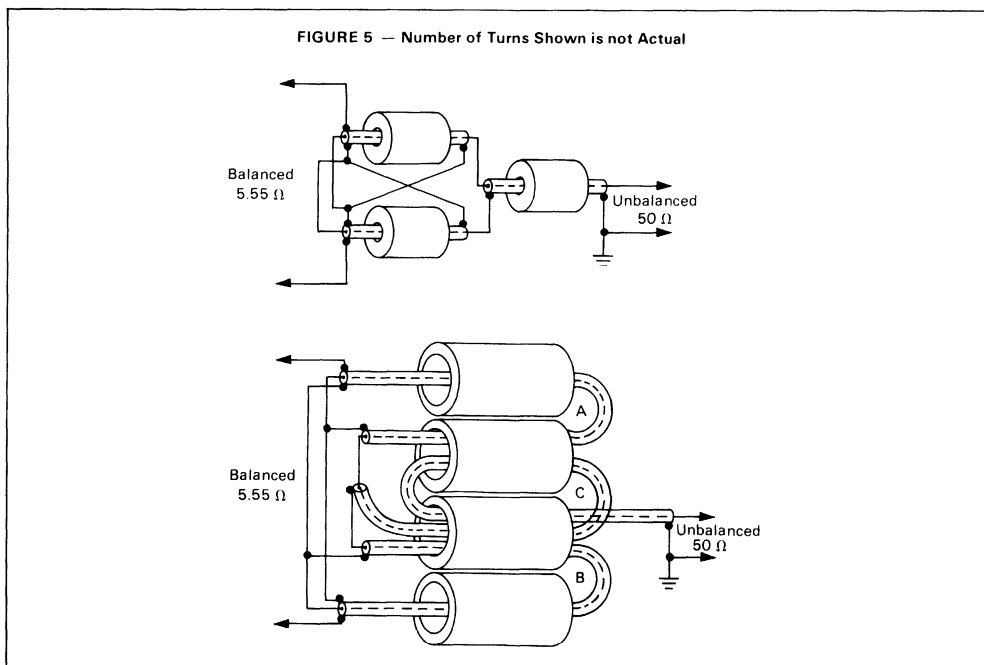 FIGURE 5 — Number of Turns Shown is not Actual
Balanced
5.55 Ω
Unbalanced
50 Ω
A
Balanced
5.55 Ω
C
Unbalanced
50 Ω
B